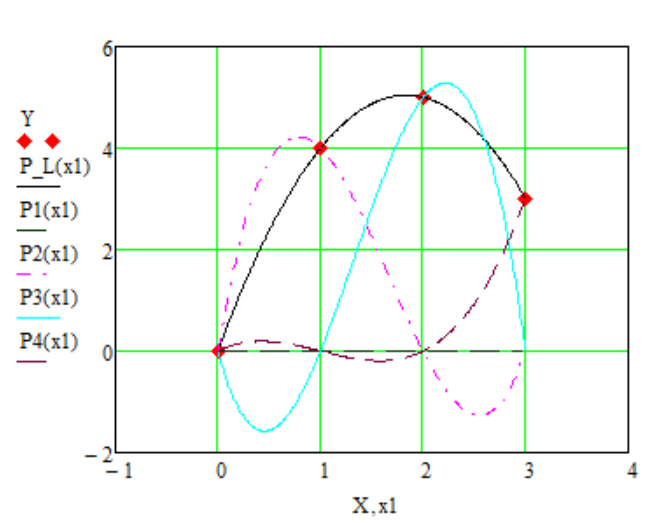 6
4
2
0
−2
Y
P_L(x1)
P1(x1)
P2(x1)
P3(x1)
P4(x1)
−1 0 1 2 3 4
X,x1